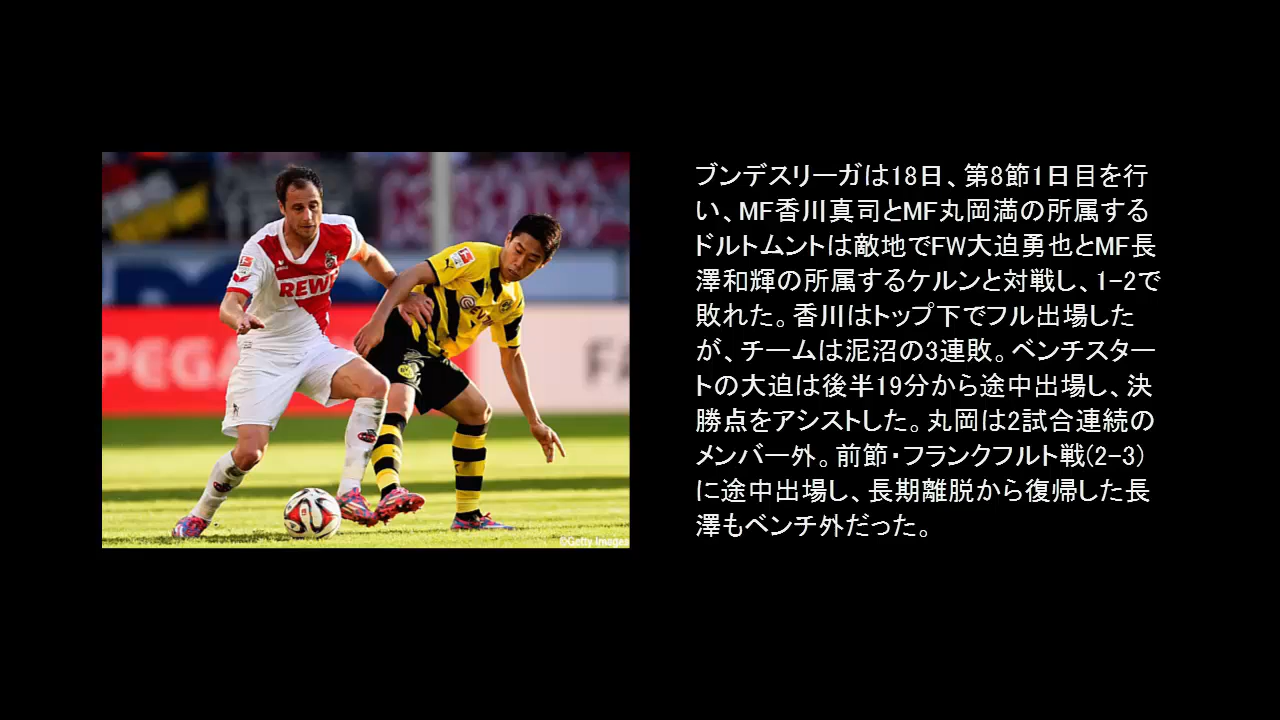 ブンデスリーガは18日、第8節1日目を行
い、MF香川真司とMF丸岡満の所属する
ドルトムントは敵地でFW大迫勇也とMF長
澤和輝の所属するケルンと対戦し、1-2で
敗れた。香川はトップ下でフル出場した
が、チームは泥沼の3連敗。ベンチスター
トの大迫は後半19分から途中出場し、決
勝点をアシストした。丸岡は2試合連続の
メンバー外。前節・フランクフルト戦(2-3)
に途中出場し、長期離脱から復帰した長
澤もベンチ外だった。
REWE
PEGA
FA
©Getty Images